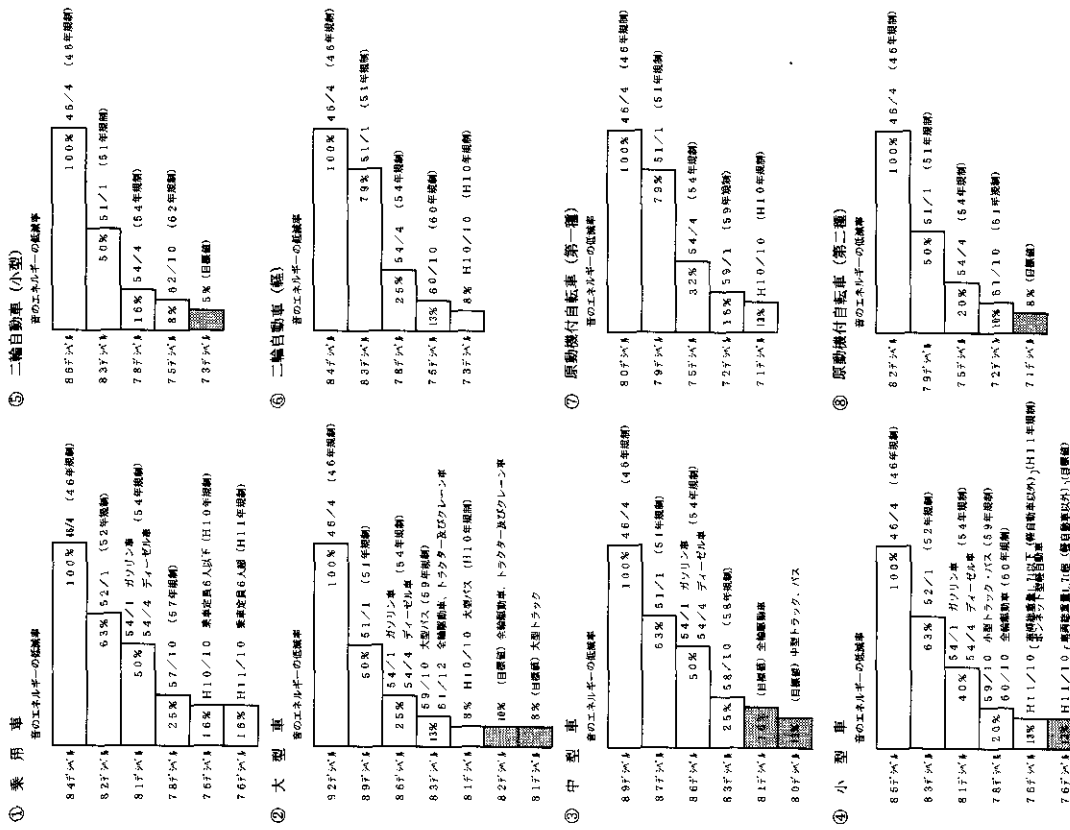 ① 乗用車
音のエネルギーの低減率
84デシベル 100% 46/4 (46年規制)
82デシベル 63% 52/1 (52年規制)
81デシベル 50% 54/1 ガソリン車 (54年規制)
54/4 ディーゼル車
78デシベル 25% 57/10 (57年規制)
76デシベル 16% H10/10 乗車定員6人以下 (H10年規制)
76デシベル 16% H11/10 乗車定員6人超 (H11年規制)
② 大型車
音のエネルギーの低減率
92デシベル 100% 46/4 (46年規制)
89デシベル 50% 51/1 (51年規制)
86デシベル 25% 54/1 ガソリン車 (54年規制)
54/4 ディーゼル車
83デシベル 13% 59/10 大型バス (59年規制)
61/12 全輪駆動車、トラクター及びクレーン車
81デシベル 8% H10/10 大型バス (H10年規制)
82デシベル 10% (目標値) 全輪駆動車、トラクター及びクレーン車
81デシベル 8% (目標値) 大型トラック
③ 中型車
音のエネルギーの低減率
89デシベル 100% 46/4 (46年規制)
87デシベル 63% 51/1 (51年規制)
86デシベル 50% 54/1 ガソリン車 (54年規制)
54/4 ディーゼル車
83デシベル 25% 58/10 (58年規制)
81デシベル (目標値) 全輪駆動車
80デシベル (目標値) 中型トラック、バス
④ 小型車
音のエネルギーの低減率
85デシベル 100% 46/4 (46年規制)
83デシベル 63% 52/1 (52年規制)
81デシベル 40% 54/1 ガソリン車 (54年規制)
54/4 ディーゼル車
78デシベル 20% 59/10 小型トラック・バス (59年規制)
60/10 全輪駆動車 (60年規制)
76デシベル 13% H11/10 (車両総重量1.7t以下 (軽自動車以外) (H11年規制)
ボンネット型軽自動車
76デシベル H11/10 (車両総重量1.7t超 (軽自動車以外) (目標値)
⑤ 二輪自動車 (小型)
音のエネルギーの低減率
86デシベル 100% 46/4 (46年規制)
83デシベル 50% 51/1 (51年規制)
78デシベル 16% 54/4 (54年規制)
75デシベル 8% 62/10 (62年規制)
73デシベル 5% (目標値)
⑥ 二輪自動車 (軽)
音のエネルギーの低減率
84デシベル 100% 46/4 (46年規制)
83デシベル 79% 51/1 (51年規制)
78デシベル 25% 54/4 (54年規制)
75デシベル 13% 60/10 (60年規制)
73デシベル 8% H10/10 (H10年規制)
⑦ 原動機付自転車 (第一種)
音のエネルギーの低減率
80デシベル 100% 46/4 (46年規制)
79デシベル 79% 51/1 (51年規制)
75デシベル 32% 54/4 (54年規制)
72デシベル 16% 59/1 (59年規制)
71デシベル 13% H10/10 (H10年規制)
⑧ 原動機付自転車 (第二種)
音のエネルギーの低減率
82デシベル 100% 46/4 (46年規制)
79デシベル 50% 51/1 (51年規制)
75デシベル 20% 54/4 (54年規制)
72デシベル 10% 61/10 (61年規制)
71デシベル 8% (目標値)